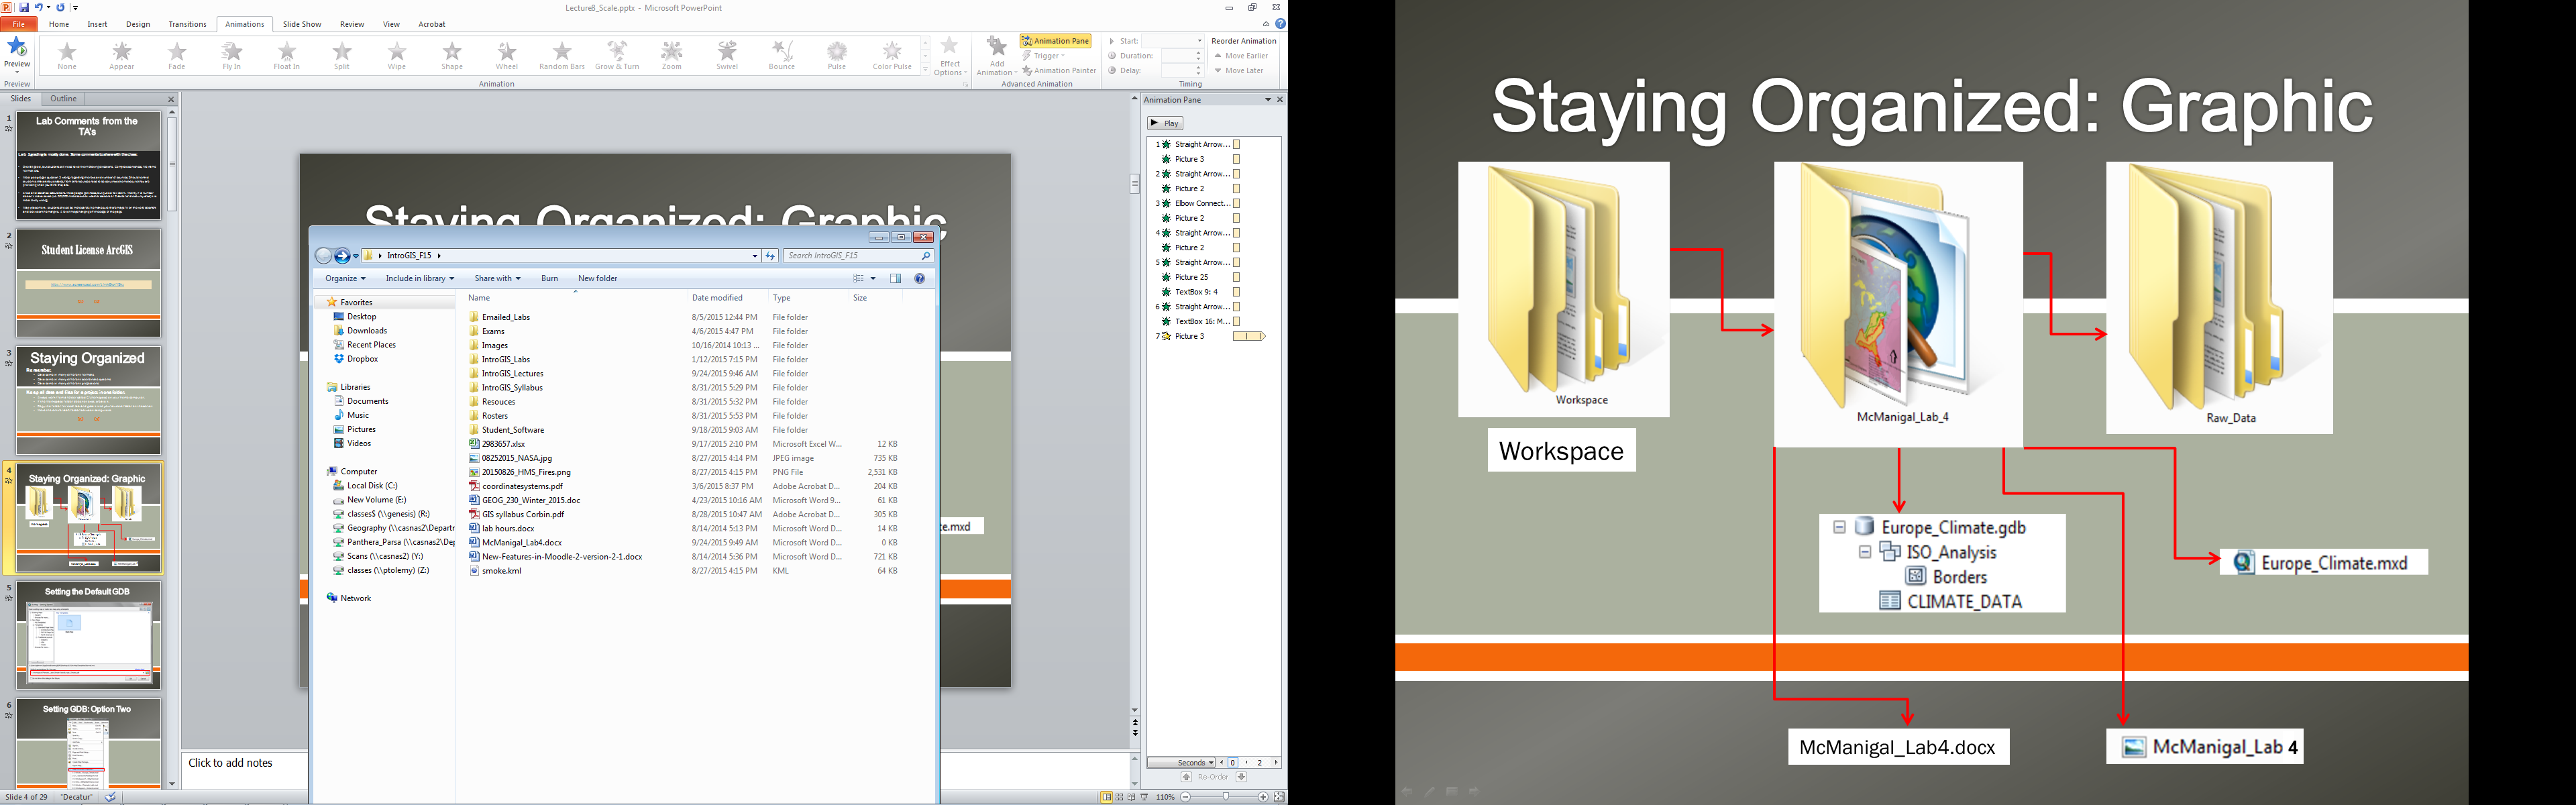 Lecture8_Scale.pptx - Microsoft PowerPoint
File Home Insert Design Transitions Animations Slide Show Review View Acrobat
Preview
None Appear Fade Fly In Float In Split Wipe Shape Wheel Random Bars Grow & Turn Zoom Swivel Bounce Pulse Color Pulse
Effect Options
Add Animation
Animation Pane
Trigger
Animation Painter
Start:
Duration:
Delay:
Reorder Animation
Move Earlier
Move Later
Preview Animation Advanced Animation Timing
Slides Outline
1
Lab Comments from the
TA's
2
Student License ArcGIS
3
Staying Organized
4
Staying Organized: Graphic
5
Setting the Default GDB
6
Setting GDB: Option Two
Staying Organized: Graphic
IntroGIS_F15
Search IntroGIS_F15
Organize Include in library Share with Burn New folder
Favorites
Desktop
Downloads
Recent Places
Dropbox
Libraries
Documents
Music
Pictures
Videos
Computer
Local Disk (C:)
New Volume (E:)
classes$ (\\genesis) (R:)
Geography (\\casnas2\Departr
Panthera_Parsa (\\casnas2\Dep
Scans (\\casnas2) (Y:)
classes (\\ptolemy) (Z:)
Network
Name Date modified Type Size
Emailed_Labs 8/5/2015 12:44 PM File folder
Exams 4/6/2015 4:47 PM File folder
Images 10/16/2014 10:13 ... File folder
IntroGIS_Labs 1/12/2015 7:15 PM File folder
IntroGIS_Lectures 9/24/2015 9:46 AM File folder
IntroGIS_Syllabus 8/31/2015 5:29 PM File folder
Resouces 8/31/2015 5:32 PM File folder
Rosters 8/31/2015 5:53 PM File folder
Student_Software 9/18/2015 9:03 AM File folder
2983657.xlsx 9/17/2015 2:10 PM Microsoft Excel W... 12 KB
08252015_NASA.jpg 8/27/2015 4:14 PM JPEG image 735 KB
20150826_HMS_Fires.png 8/27/2015 4:15 PM PNG File 2,531 KB
coordinatesystems.pdf 3/6/2015 8:37 PM Adobe Acrobat D... 204 KB
GEOG_230_Winter_2015.doc 4/23/2015 10:16 AM Microsoft Word 9... 61 KB
GIS syllabus Corbin.pdf 8/28/2015 10:47 AM Adobe Acrobat D... 305 KB
lab hours.docx 8/14/2014 5:13 PM Microsoft Word D... 14 KB
McManigal_Lab4.docx 9/24/2015 9:49 AM Microsoft Word D... 0 KB
New-Features-in-Moodle-2-version-2-1.docx 8/14/2014 5:36 PM Microsoft Word D... 721 KB
smoke.kml 8/27/2015 4:15 PM KML 64 KB
te.mxd
Click to add notes
Animation Pane
Play
1 Straight Arrow...
Picture 3
2 Straight Arrow...
Picture 2
3 Elbow Connect...
Picture 2
4 Straight Arrow...
Picture 2
5 Straight Arrow...
Picture 25
TextBox 9: 4
6 Straight Arrow...
TextBox 16: M...
7 Picture 3
Seconds 0 2
Re-Order
Slide 4 of 29 "Decatur" 110%
Staying Organized: Graphic
Workspace
McManigal_Lab_4
Raw_Data
Workspace
Europe_Climate.gdb
ISO_Analysis
Borders
CLIMATE_DATA
Europe_Climate.mxd
McManigal_Lab4.docx
McManigal_Lab 4